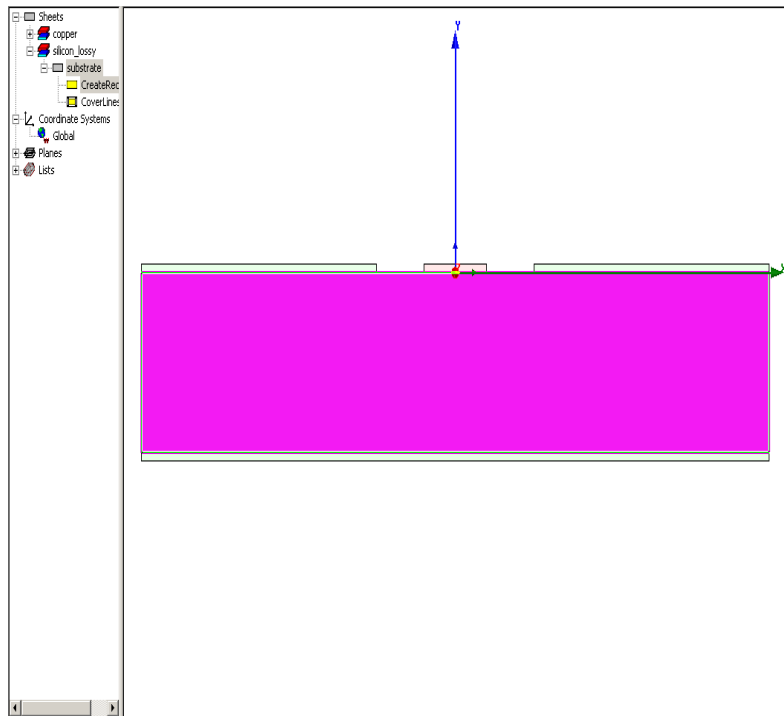 Sheets
copper
silicon_lossy
substrate
CreateRec
CoverLines
Coordinate Systems
Global
Planes
Lists
Y